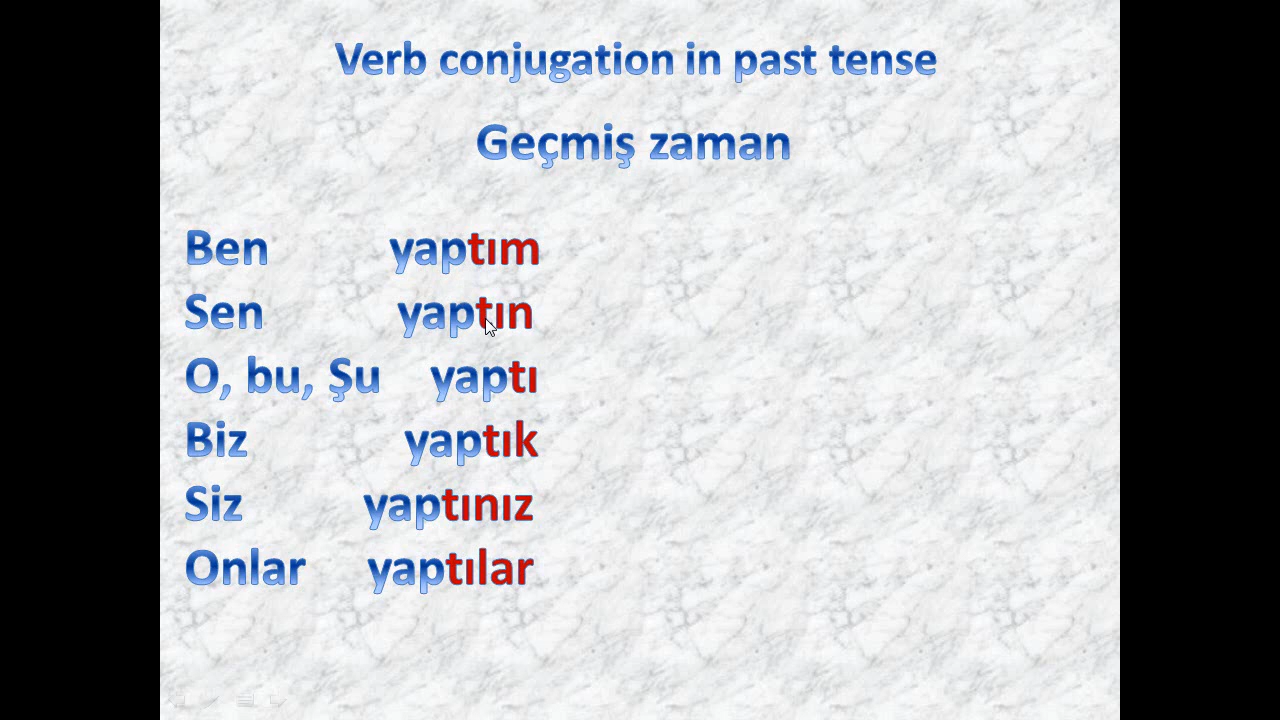 Verb conjugation in past tense
Geçmiş zaman
Ben yaptım
Sen yaptın
O, bu, Şu yaptı
Biz yaptık
Siz yaptınız
Onlar yaptılar